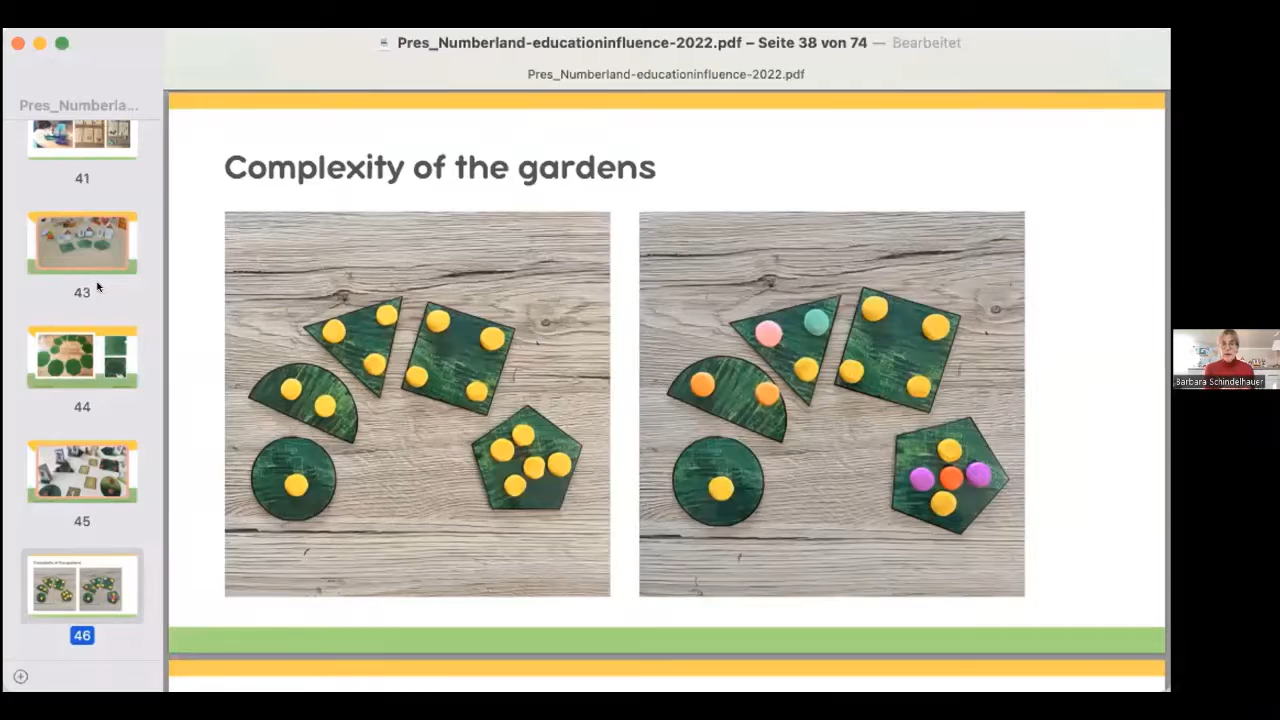 Pres_Numberland-educationinfluence-2022.pdf – Seite 38 von 74 — Bearbeitet
Pres_Numberland-educationinfluence-2022.pdf
Pres_Numberla...
41
43
44
45
46
Complexity of the gardens
Barbara Schindelhauer